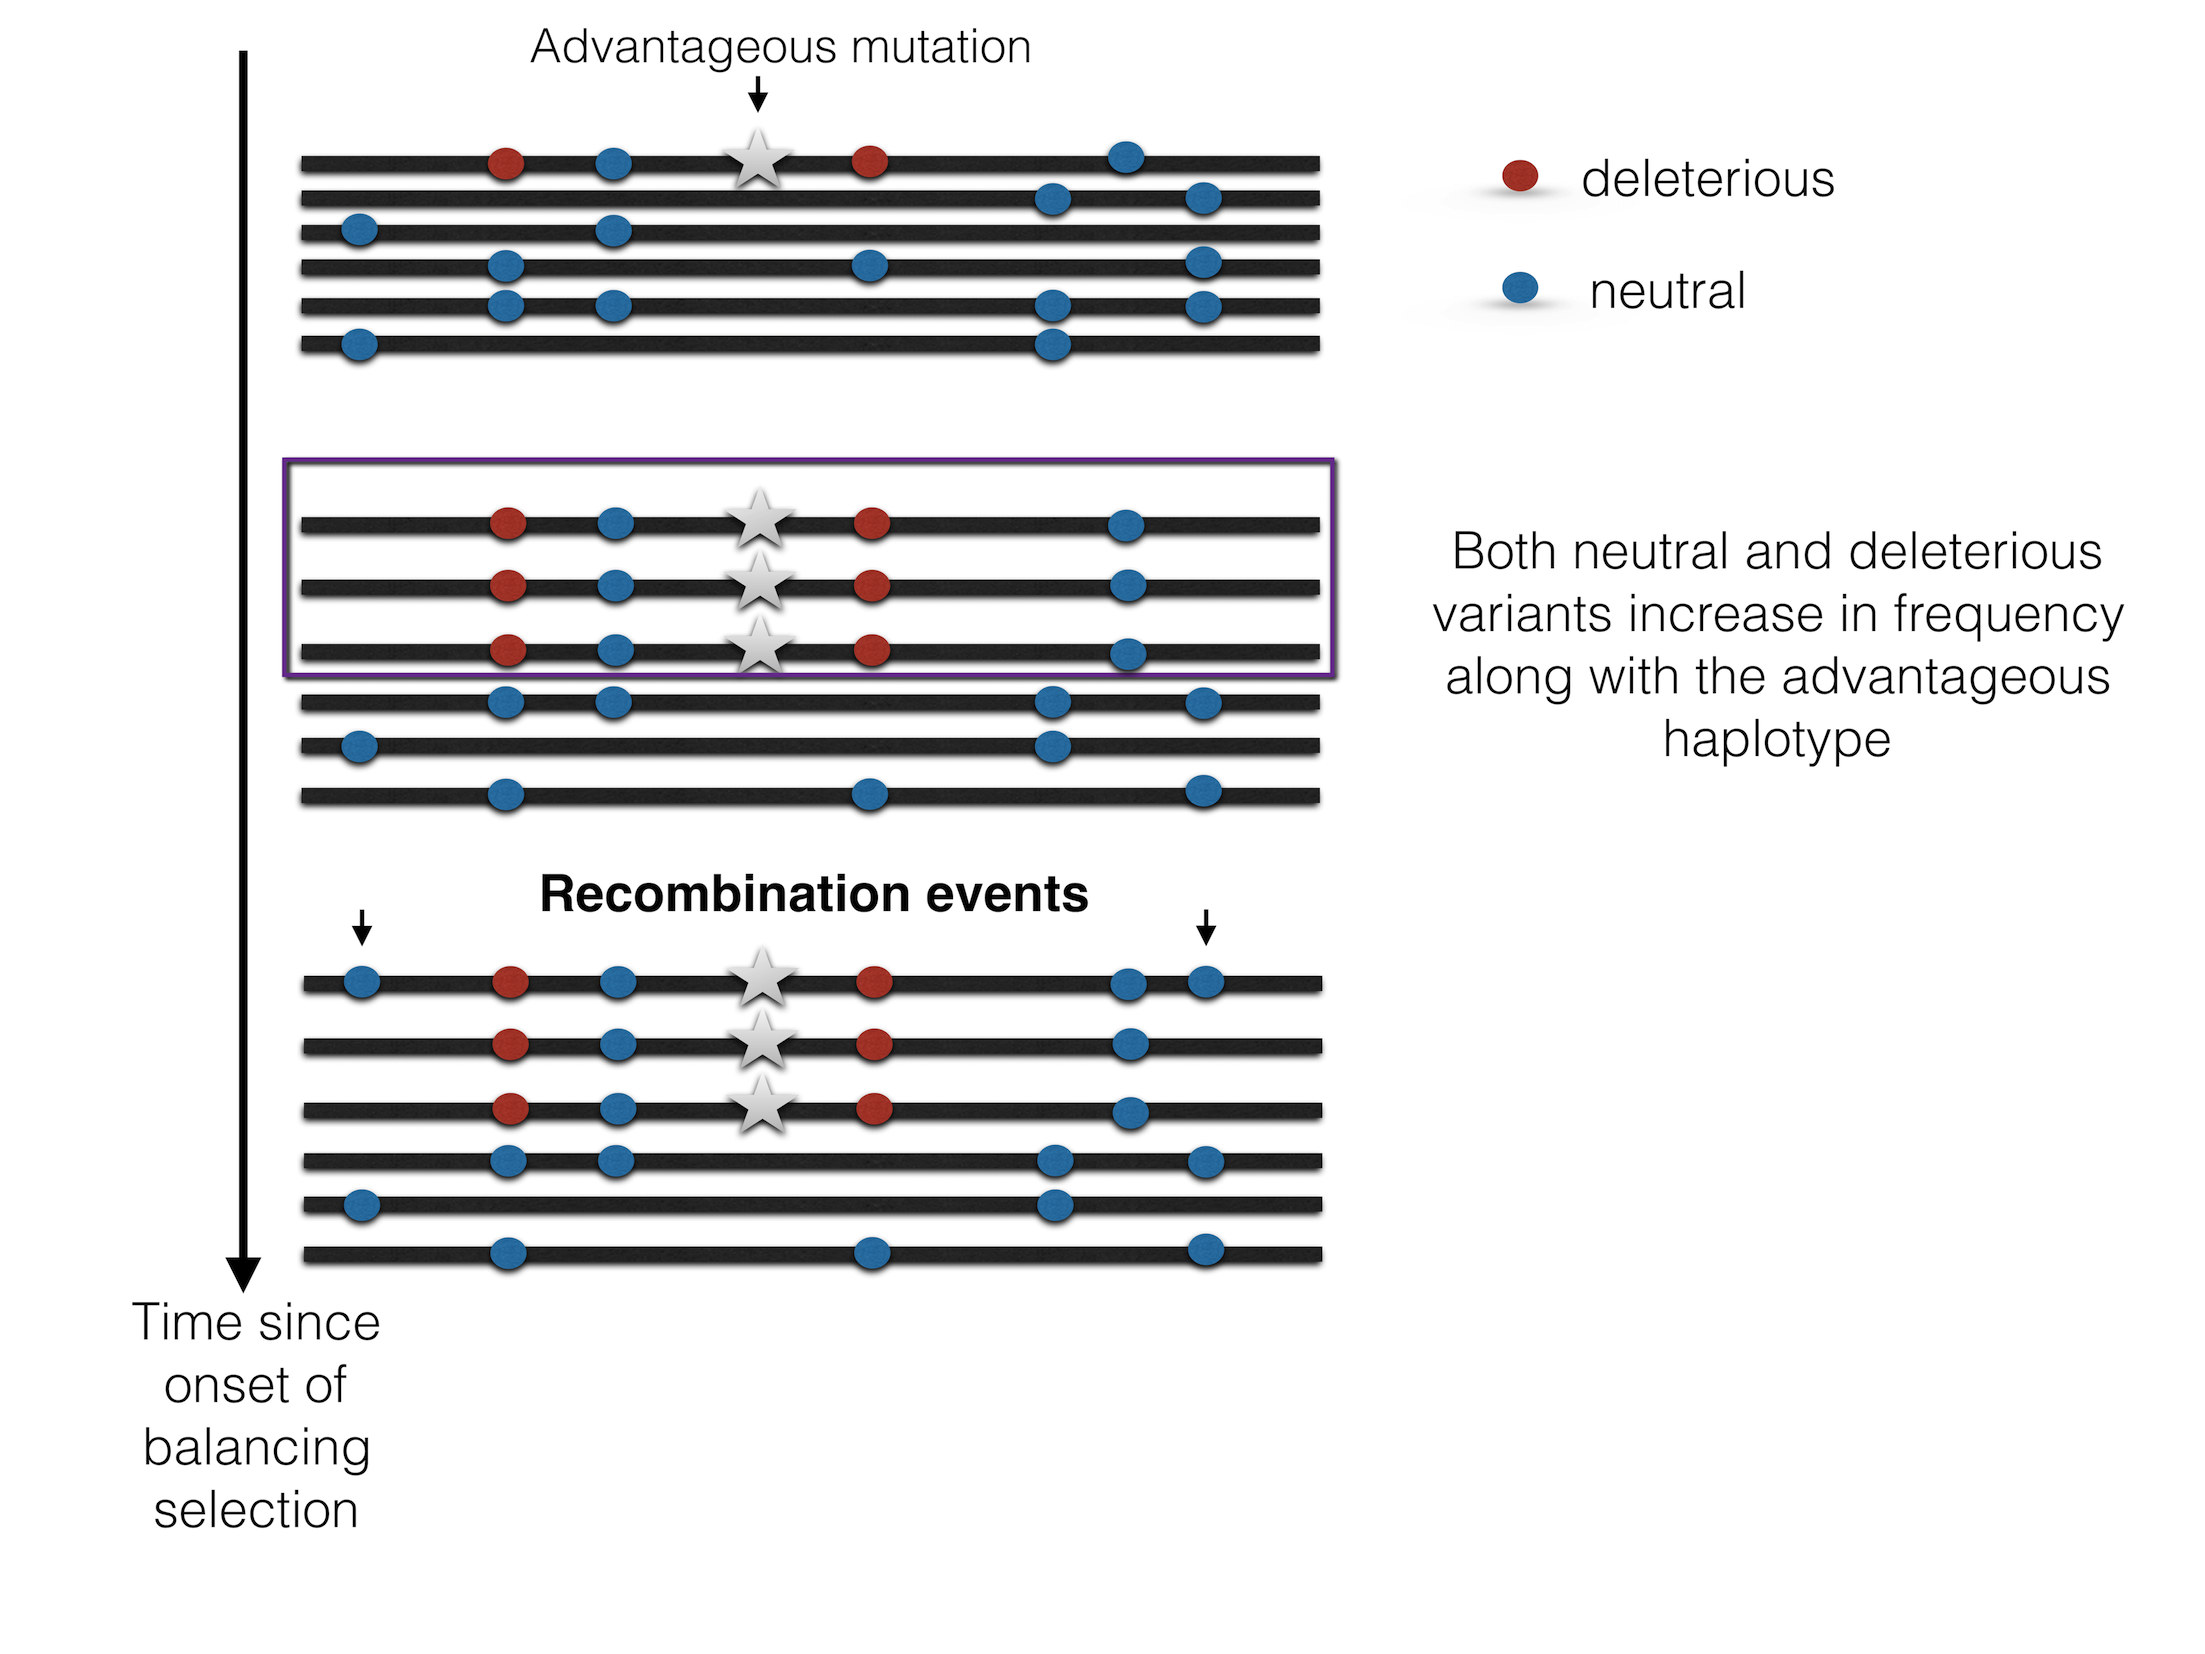 Advantageous mutation
deleterious
neutral
Both neutral and deleterious
variants increase in frequency
along with the advantageous
haplotype
Recombination events
Time since
onset of
balancing
selection